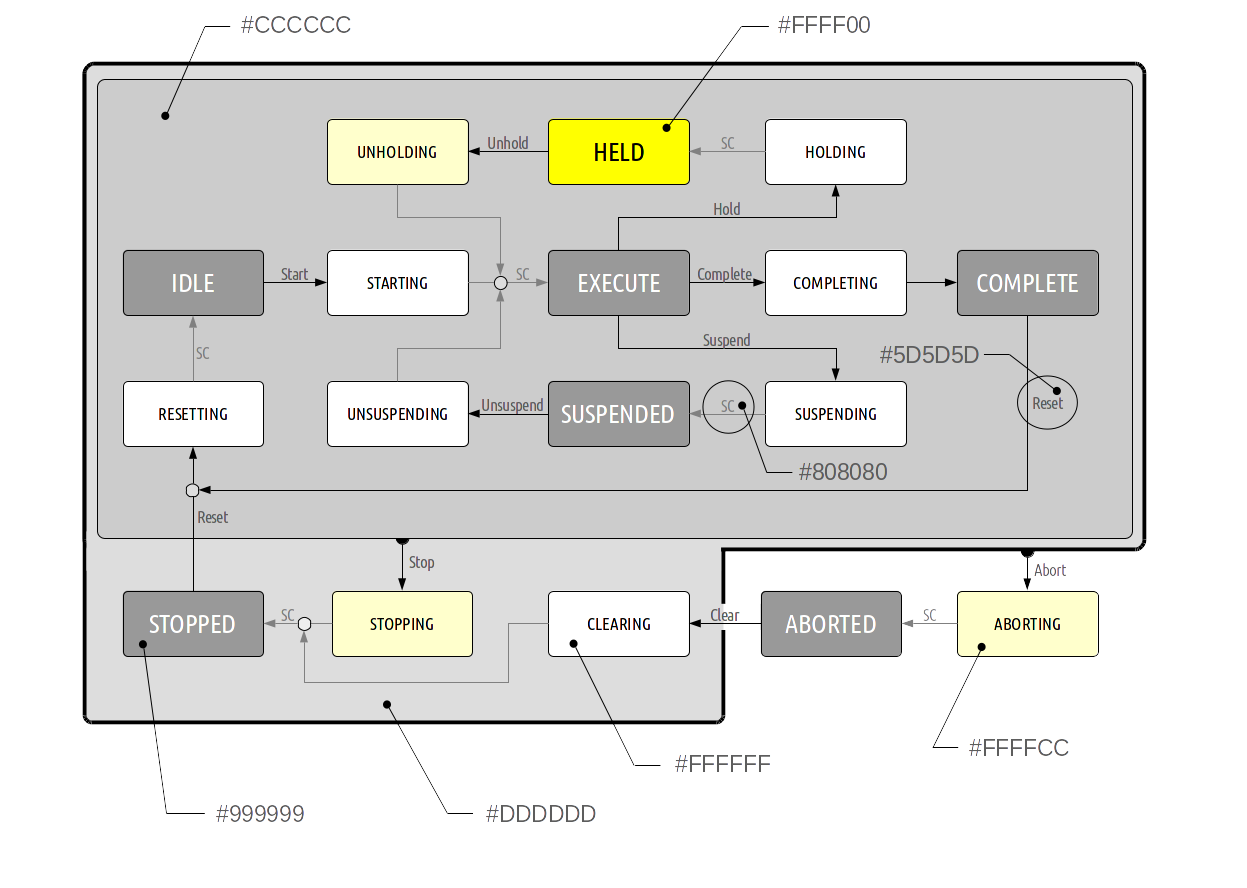 #CCCCCC
#FFFF00
UNHOLDING
Unhold
HELD
SC
HOLDING
Hold
IDLE
Start
STARTING
SC
EXECUTE
Complete
COMPLETING
COMPLETE
SC
Suspend
#5D5D5D
RESETTING
UNSUSPENDING
Unsuspend
SUSPENDED
SC
SUSPENDING
Reset
#808080
Reset
Stop
Abort
STOPPED
SC
STOPPING
CLEARING
Clear
ABORTED
SC
ABORTING
#FFFFCC
#FFFFFF
#999999
#DDDDDD